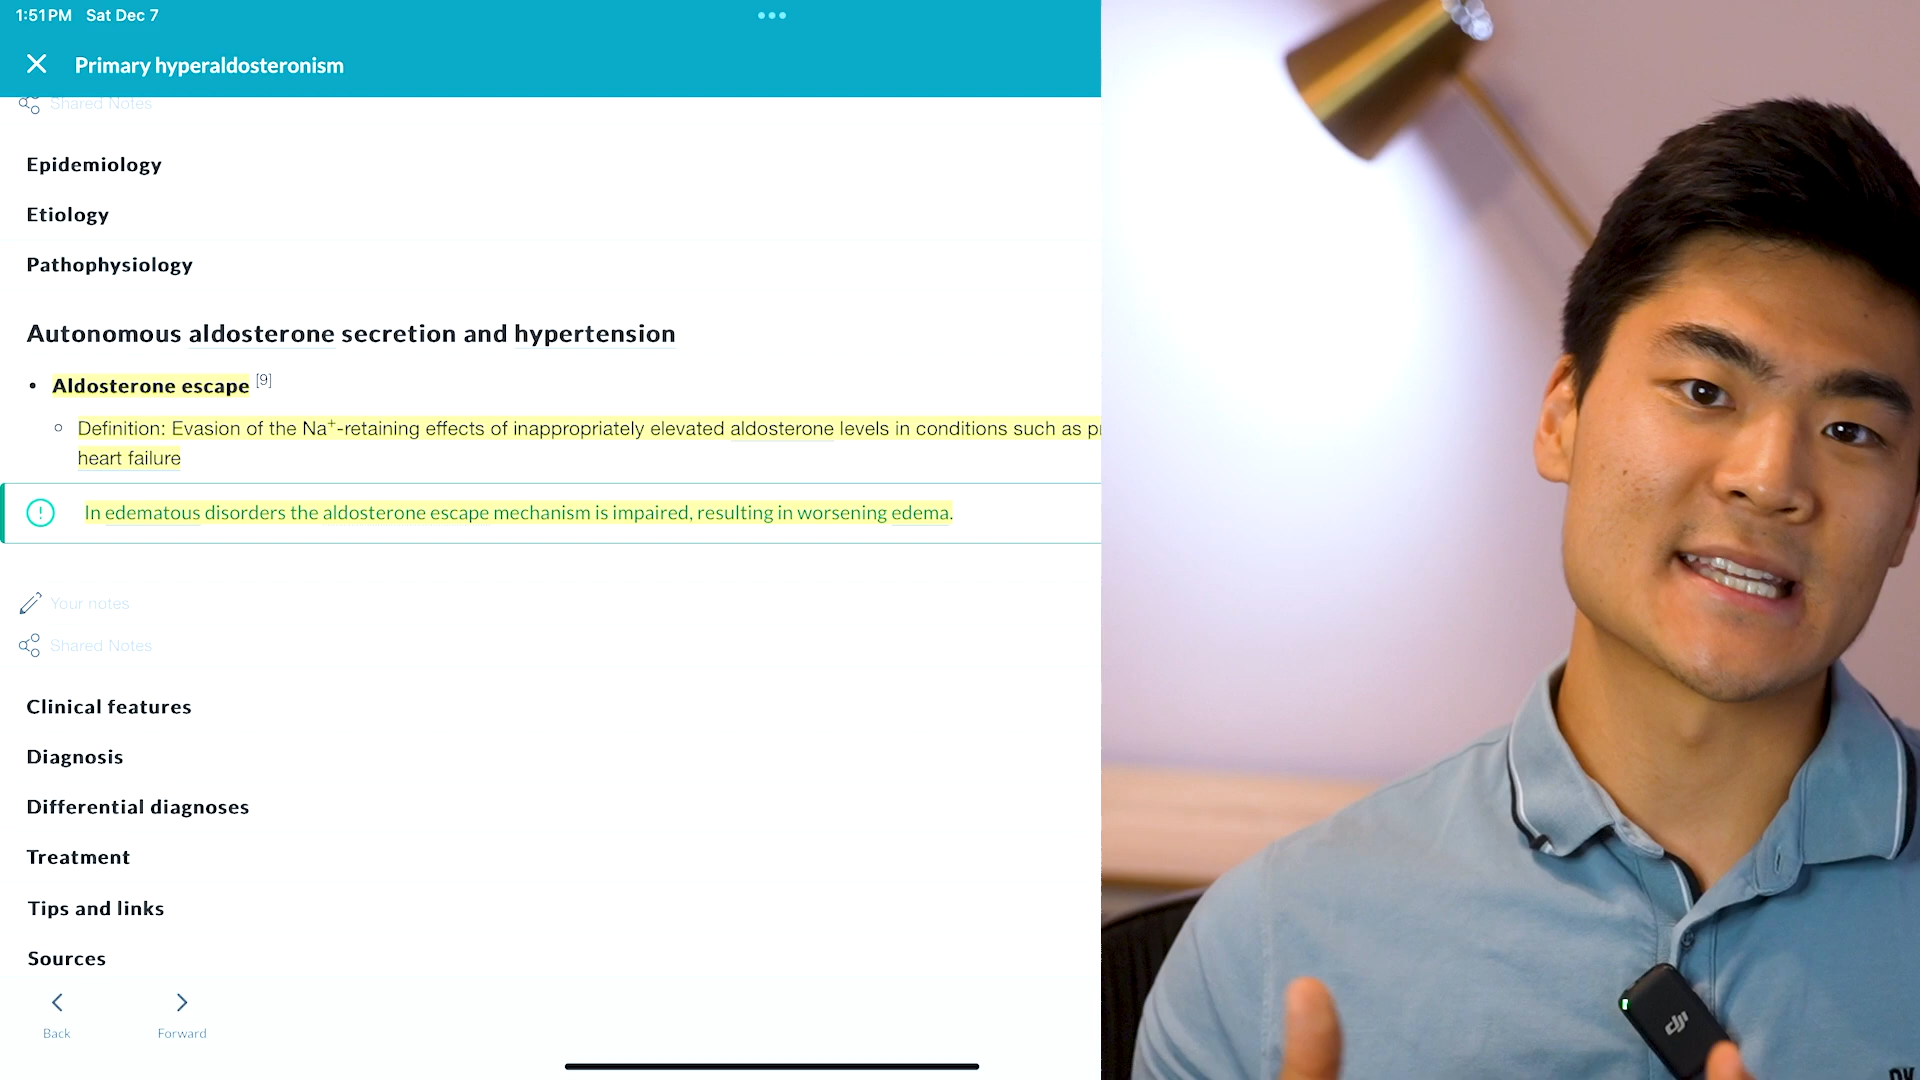 1:51 PM Sat Dec 7
Primary hyperaldosteronism
Shared Notes
Epidemiology
Etiology
Pathophysiology
Autonomous aldosterone secretion and hypertension
Aldosterone escape [9]
Definition: Evasion of the Na⁺-retaining effects of inappropriately elevated aldosterone levels in conditions such as
heart failure
In edematous disorders the aldosterone escape mechanism is impaired, resulting in worsening edema.
Your notes
Shared Notes
Clinical features
Diagnosis
Differential diagnoses
Treatment
Tips and links
Sources
Back Forward
dji